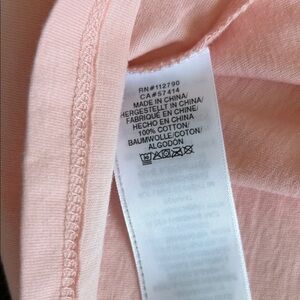 RN#112790
CA#57414
MADE IN CHINA/
HERGESTELLT IN CHINA/
FABRIQUÉ EN CHINE/
HECHO EN CHINA
100% COTTON/
BAUMWOLLE/COTON/
ALGODON